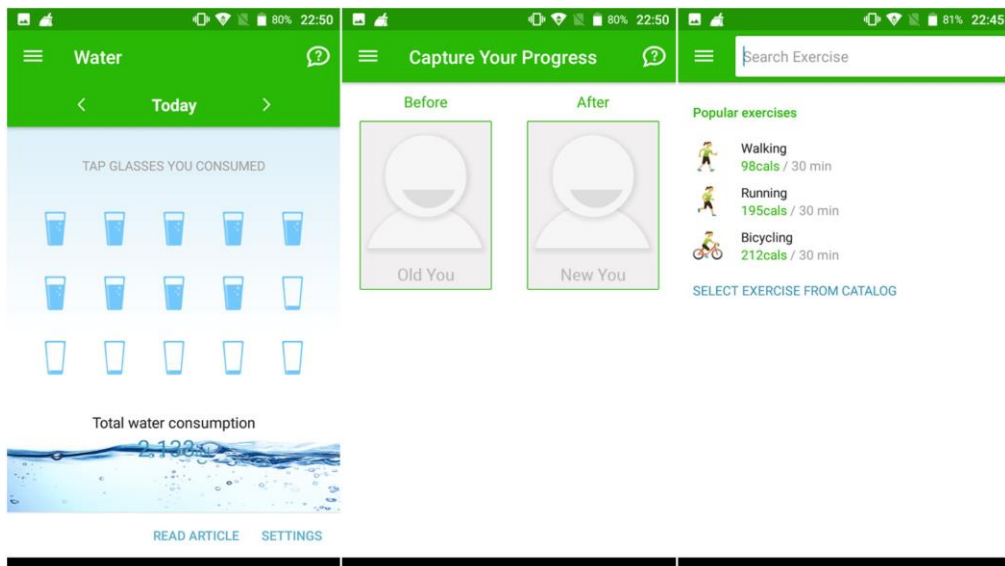 80% 22:50
Water
Today
TAP GLASSES YOU CONSUMED
Total water consumption
READ ARTICLE SETTINGS
80% 22:50
Capture Your Progress
Before After
Old You New You
81% 22:45
Search Exercise
Popular exercises
Walking
98cals / 30 min
Running
195cals / 30 min
Bicycling
212cals / 30 min
SELECT EXERCISE FROM CATALOG